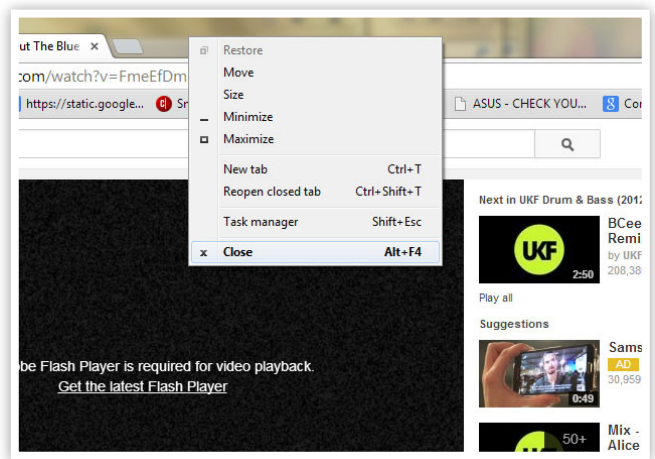 ut The Blue ×
com/watch?v=FmeEfDm
https://static.google...
ASUS - CHECK YOU...
Restore
Move
Size
Minimize
Maximize
New tab Ctrl+T
Reopen closed tab Ctrl+Shift+T
Task manager Shift+Esc
x Close Alt+F4
be Flash Player is required for video playback.
Get the latest Flash Player
Next in UKF Drum & Bass (2012
UKF
2:50
BCee
Remi
by UKF
208,38
Play all
Suggestions
0:49
Sams
AD
30,959
50+
Mix -
Alice